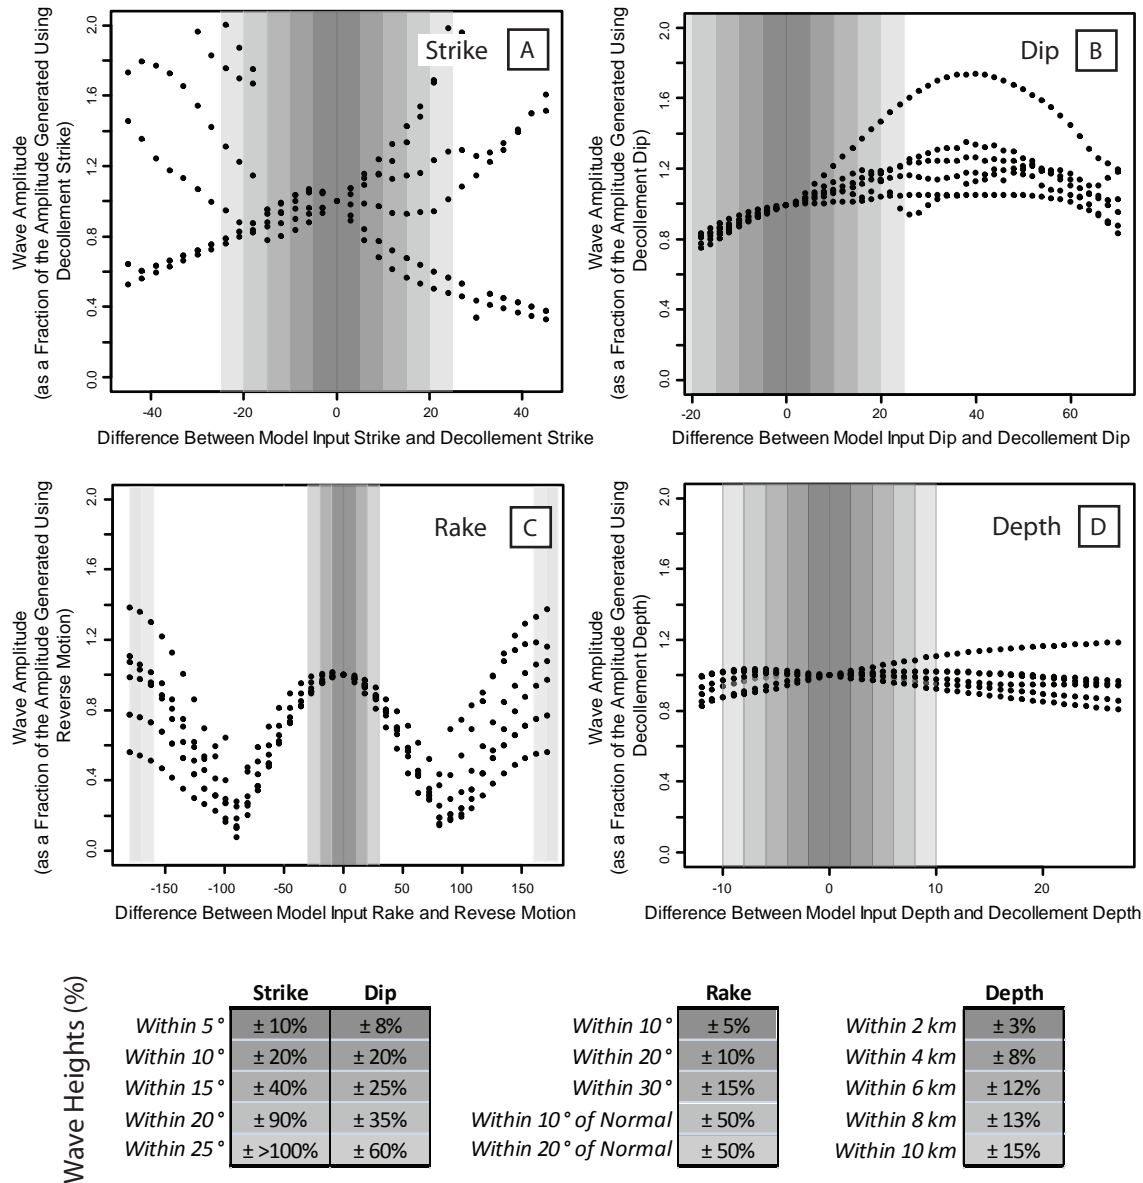 Wave Amplitude
(as a Fraction of the Amplitude Generated Using
Decollement Strike)
2.0
1.6
1.2
0.8
0.4
0.0
Strike
A
-40
-20
0
20
40
Difference Between Model Input Strike and Decollement Strike
Wave Amplitude
(as a Fraction of the Amplitude Generated Using
Decollement Dip)
2.0
1.6
1.2
0.8
0.4
0.0
Dip
B
-20
0
20
40
60
Difference Between Model Input Dip and Decollement Dip
Wave Amplitude
(as a Fraction of the Amplitude Generated Using
Reverse Motion)
2.0
1.6
1.2
0.8
0.4
0.0
Rake
C
-150
-100
-50
0
50
100
150
Difference Between Model Input Rake and Revese Motion
Wave Amplitude
(as a Fraction of the Amplitude Generated Using
Decollement Depth)
2.0
1.6
1.2
0.8
0.4
0.0
Depth
D
-10
0
10
20
Difference Between Model Input Depth and Decollement Depth
Wave Heights (%)
Strike Dip
Within 5° ± 10% ± 8%
Within 10° ± 20% ± 20%
Within 15° ± 40% ± 25%
Within 20° ± 90% ± 35%
Within 25° ± >100% ± 60%
Rake
Within 10° ± 5%
Within 20° ± 10%
Within 30° ± 15%
Within 10° of Normal ± 50%
Within 20° of Normal ± 50%
Depth
Within 2 km ± 3%
Within 4 km ± 8%
Within 6 km ± 12%
Within 8 km ± 13%
Within 10 km ± 15%